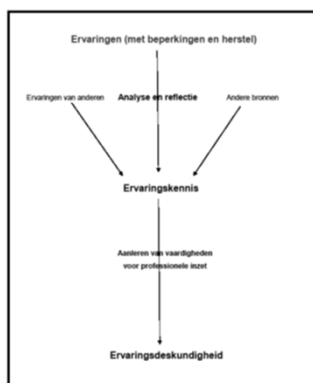 Ervaringen (met beperkingen en herstel)
Ervaringen van anderen
Analyse en reflectie
Andere bronnen
Ervaringskennis
Aanleren van vaardigheden
voor professionele inzet
Ervaringsdeskundigheid